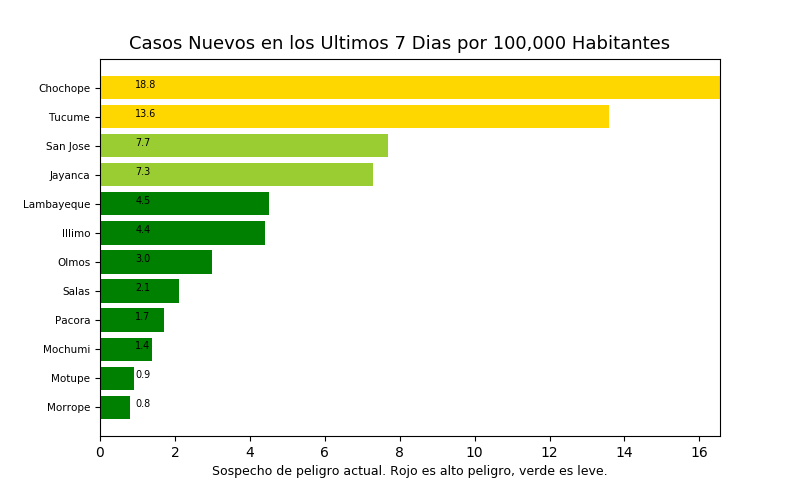 Casos Nuevos en los Ultimos 7 Dias por 100,000 Habitantes
Chochope 18.8
Tucume 13.6
San Jose 7.7
Jayanca 7.3
Lambayeque 4.5
Illimo 4.4
Olmos 3.0
Salas 2.1
Pacora 1.7
Mochumi 1.4
Motupe 0.9
Morrope 0.8
0 2 4 6 8 10 12 14 16
Sospecho de peligro actual. Rojo es alto peligro, verde es leve.